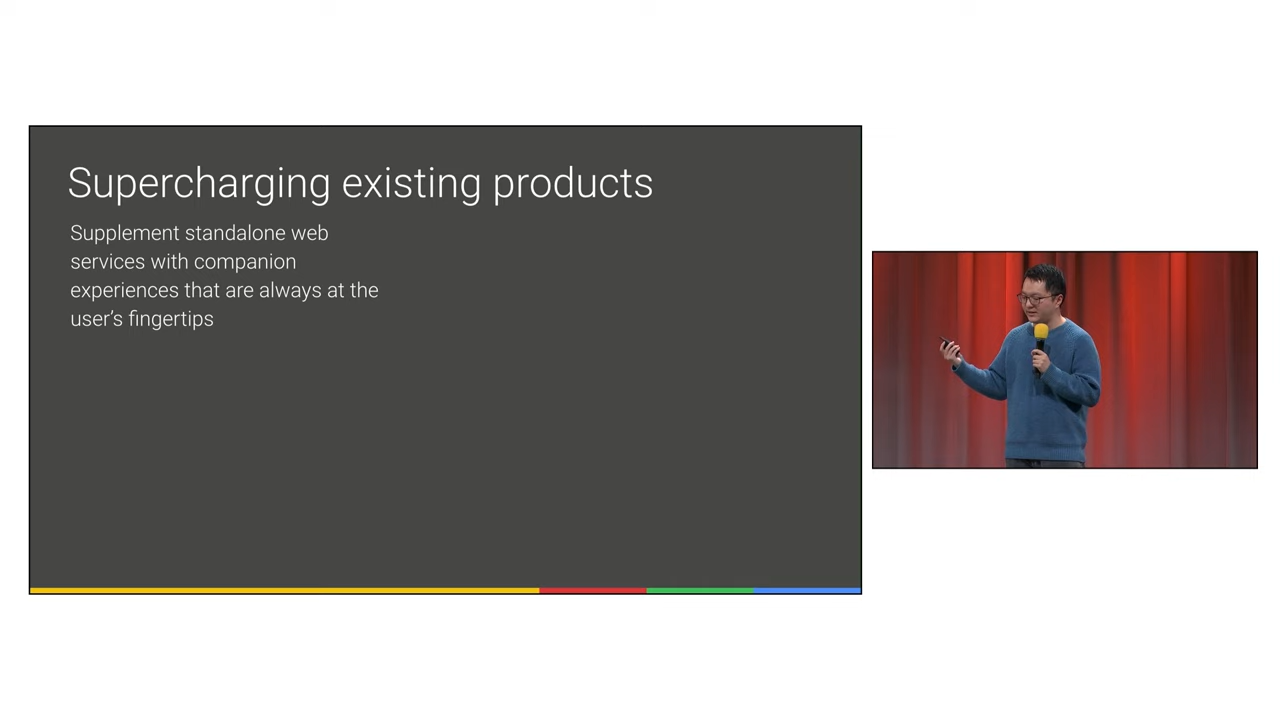 Supercharging existing products
Supplement standalone web
services with companion
experiences that are always at the
user’s fingertips